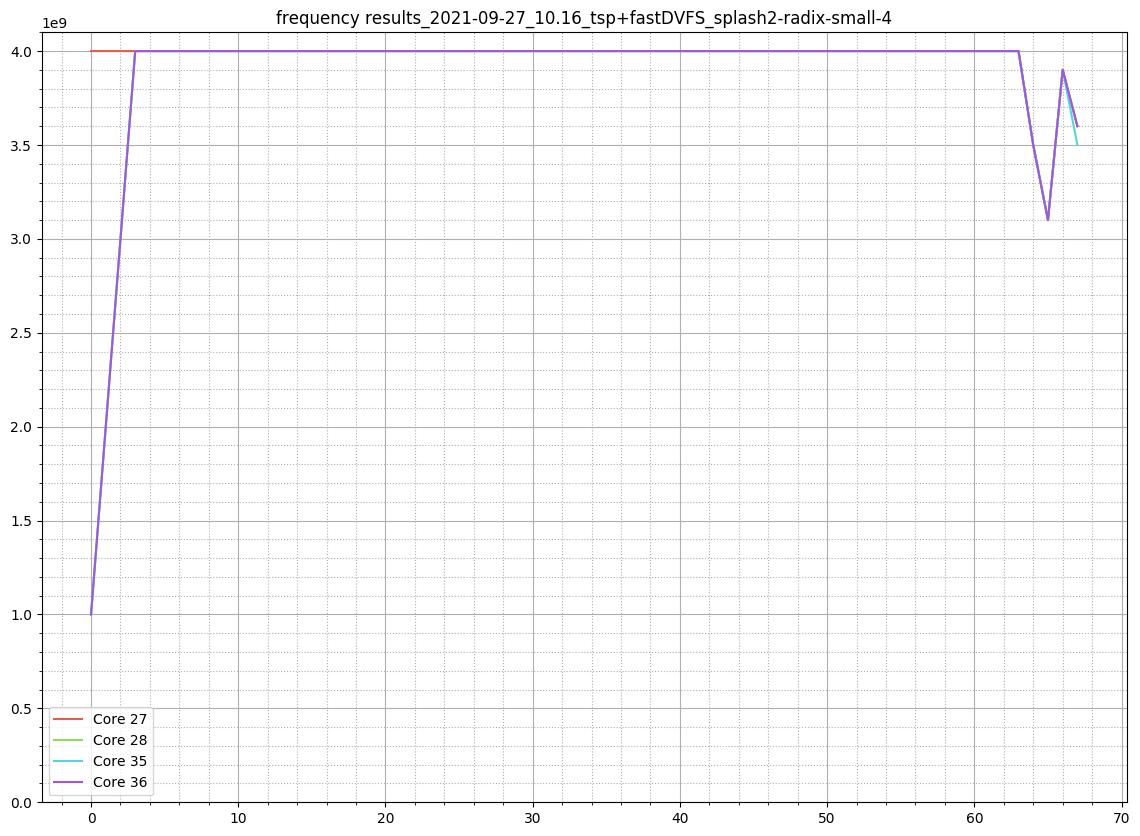 frequency results_2021-09-27_10.16_tsp+fastDVFS_splash2-radix-small-4
1e9
4.0
3.5
3.0
2.5
2.0
1.5
1.0
0.5
0.0
Core 27
Core 28
Core 35
Core 36
0 10 20 30 40 50 60 70